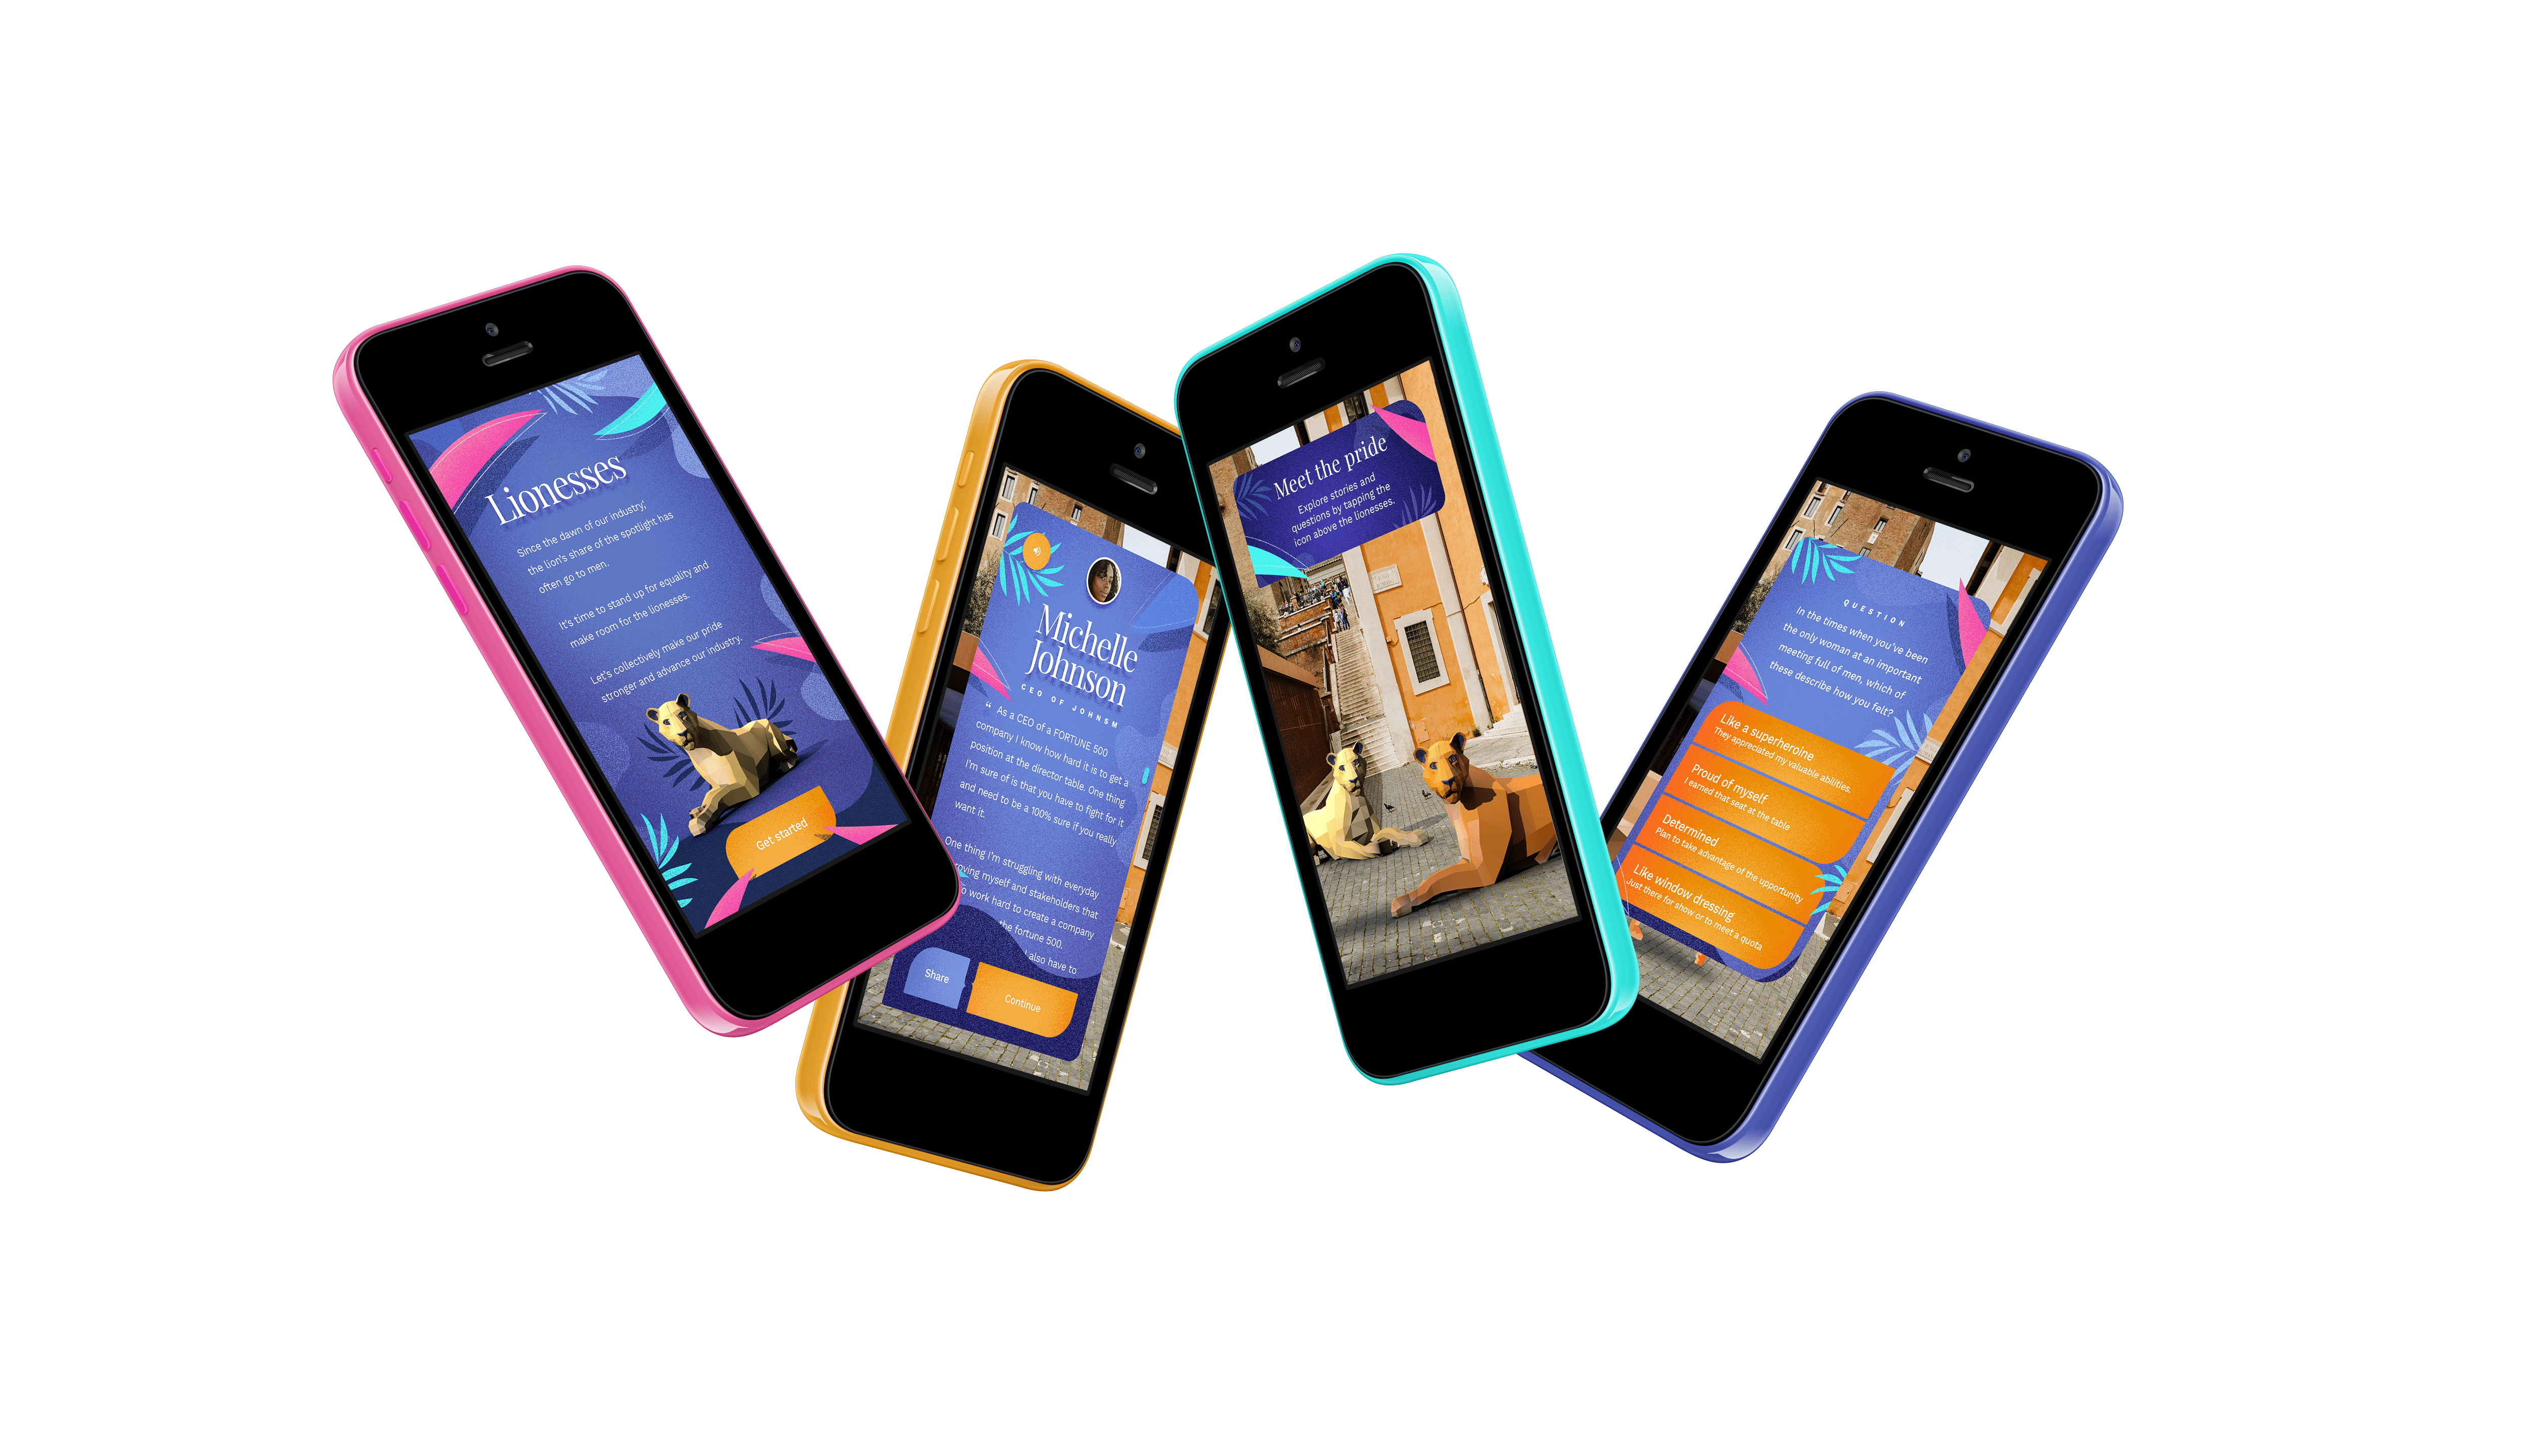 Lionesses
Since the dawn of our industry,
the lion's share of the spotlight has
often go to men.
It's time to stand up for equality and
make room for the lionesses.
Let's collectively make our pride
stronger and advance our industry.
Get started
Michelle
Johnson
CEO OF JOHNSM
“ As a CEO of a FORTUNE 500
company I know how hard it is to get a
position at the director table. One thing
I'm sure of is that you have to fight for it
and need to be a 100% sure if you really
want it.
One thing I'm struggling with everyday
myself and stakeholders that
work hard to create a company
the fortune 500.
also have to
Share
Continue
Meet the pride
Explore stories and
questions by tapping the
icon above the lionesses.
QUESTION
In the times when you've been
the only woman at an important
meeting full of men, which of
these describe how you felt?
Like a superheroine
They appreciated my valuable abilities.
Proud of myself
I earned that seat at the table
Determined
Plan to take advantage of the opportunity
Like window dressing
Just there for show or to meet a quota